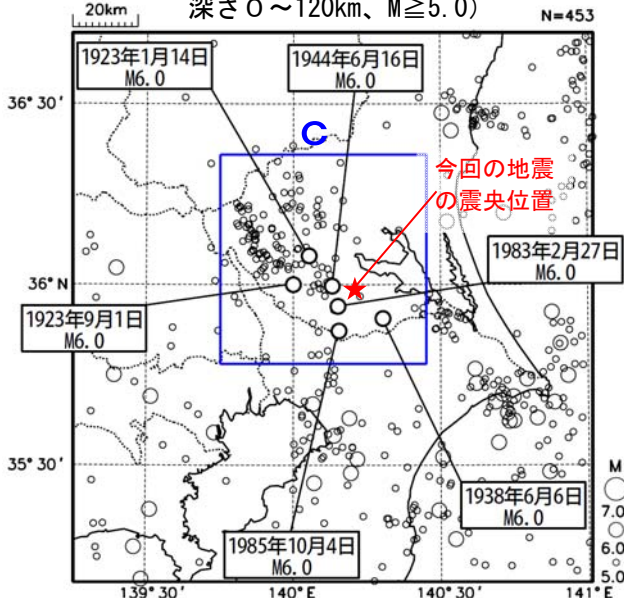 深さ０～120km、M≧5.0)
20km
N=453
1923年1月14日
M6.0
1944年6月16日
M6.0
36°30′
C
今回の地震
の震央位置
1983年2月27日
M6.0
36°N
1923年9月1日
M6.0
35°30′
M
7.0
6.0
5.0
1938年6月6日
M6.0
1985年10月4日
M6.0
139°30′
140°E
140°30′
141°E